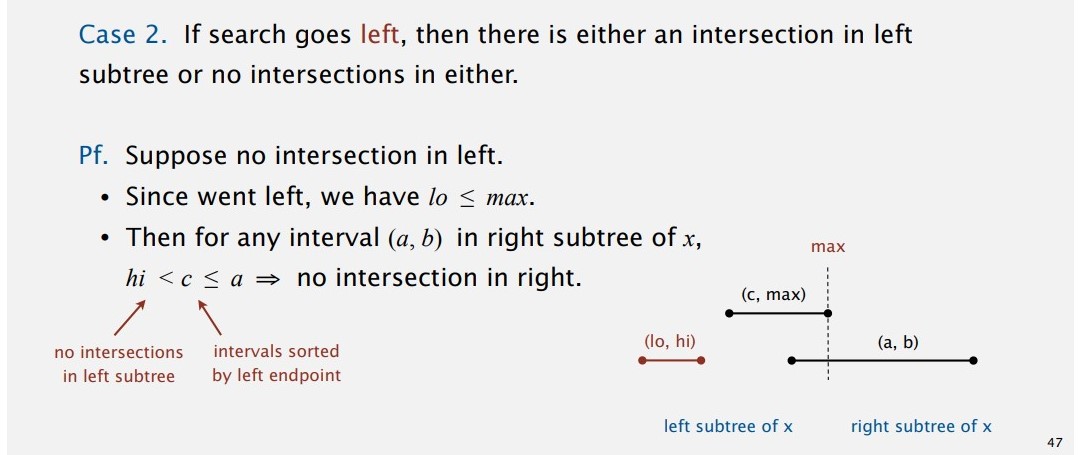 Case 2. If search goes left, then there is either an intersection in left
subtree or no intersections in either.
Pf. Suppose no intersection in left.
• Since went left, we have lo ≤ max.
• Then for any interval (a, b) in right subtree of x,
hi < c ≤ a ⇒ no intersection in right.
no intersections
in left subtree
intervals sorted
by left endpoint
max
(c, max)
(lo, hi)
(a, b)
left subtree of x
right subtree of x
47